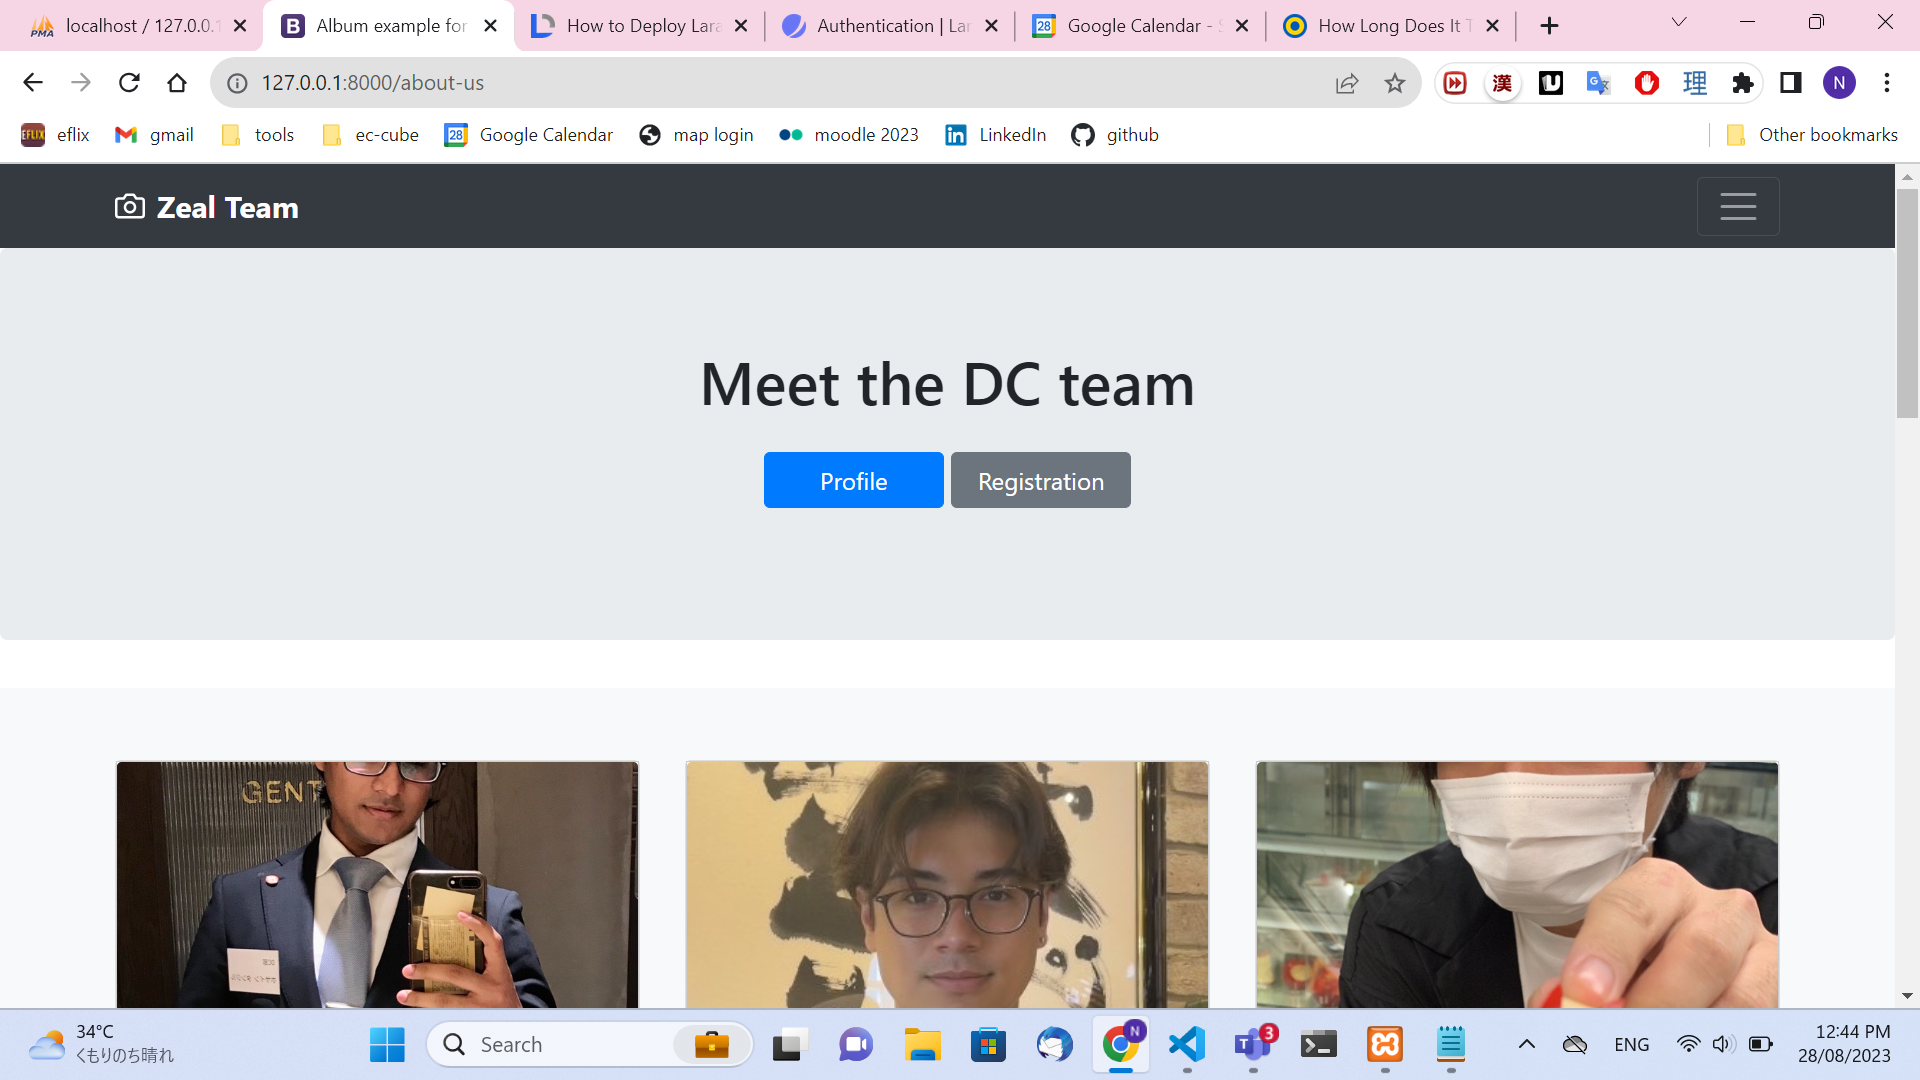 localhost / 127.0.0.1
Album example for
How to Deploy Lara
Authentication | Lar
Google Calendar - S
How Long Does It T
127.0.0.1:8000/about-us
eflix
gmail
tools
ec-cube
Google Calendar
map login
moodle 2023
LinkedIn
github
Other bookmarks
Zeal Team
Meet the DC team
Profile
Registration
GENT
34°C
くもりのち晴れ
Search
ENG
12:44 PM
28/08/2023